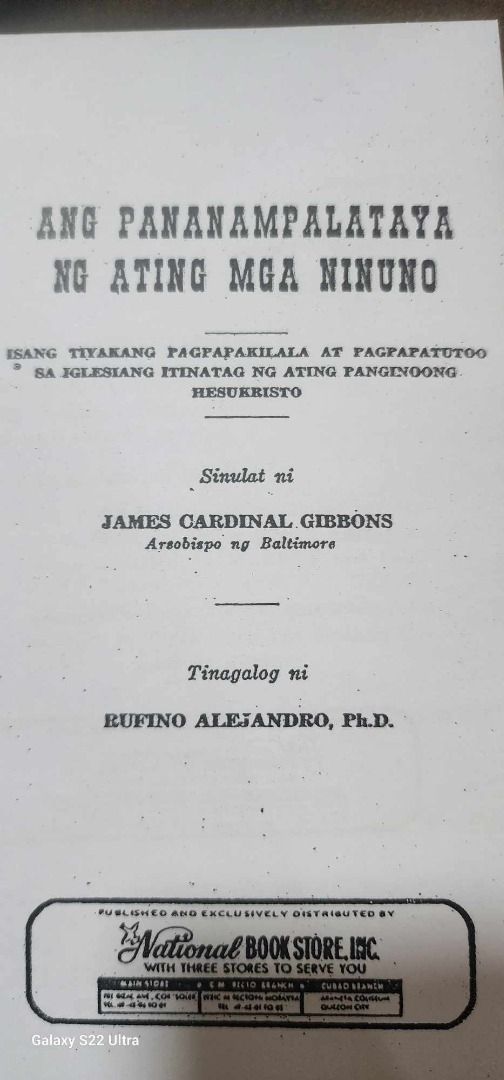 ANG PANANAMPALATAYA
NG ATING MGA NINUNO
ISANG TIYAKANG PAGPAPAKILALA AT PAGPAPATUTOO
SA IGLESIANG ITINATAG NG ATING PANGINOONG
HESUKRISTO
Sinulat ni
JAMES CARDINAL GIBBONS
Arsobispo ng Baltimore
Tinagalog ni
RUFINO ALEJANDRO, Ph.D.
PUBLISHED AND EXCLUSIVELY DISTRIBUTED BY
National BOOK STORE, INC.
WITH THREE STORES TO SERVE YOU
MAIN STORE
RECTO BRANCH
CUBAO BRANCH
ARANETA COLISEUM
QUEZON CITY
Galaxy S22 Ultra